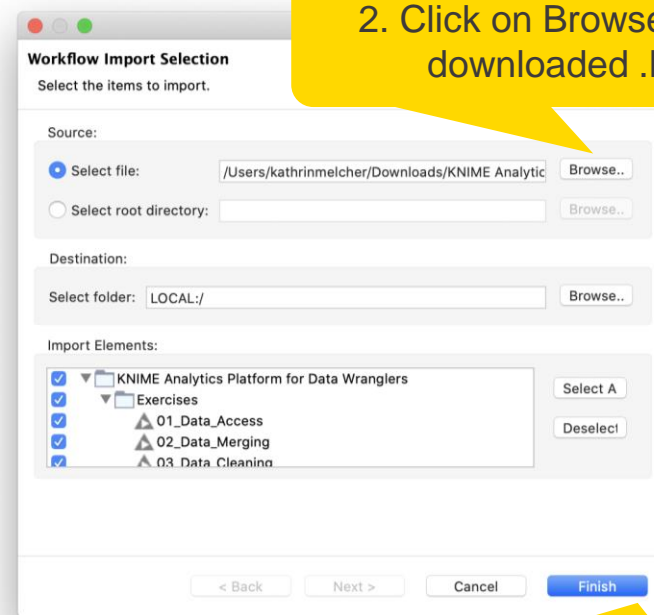 2. Click on Browse
downloaded .
Workflow Import Selection
Select the items to import.
Source:
Select file: /Users/kathrinmelcher/Downloads/KNIME Analytic Browse..
Select root directory: Browse..
Destination:
Select folder: LOCAL:/ Browse..
Import Elements:
KNIME Analytics Platform for Data Wranglers
Select A
Exercises
01_Data_Access
Deselect
02_Data_Merging
03_Data_Cleaning
< Back Next > Cancel Finish